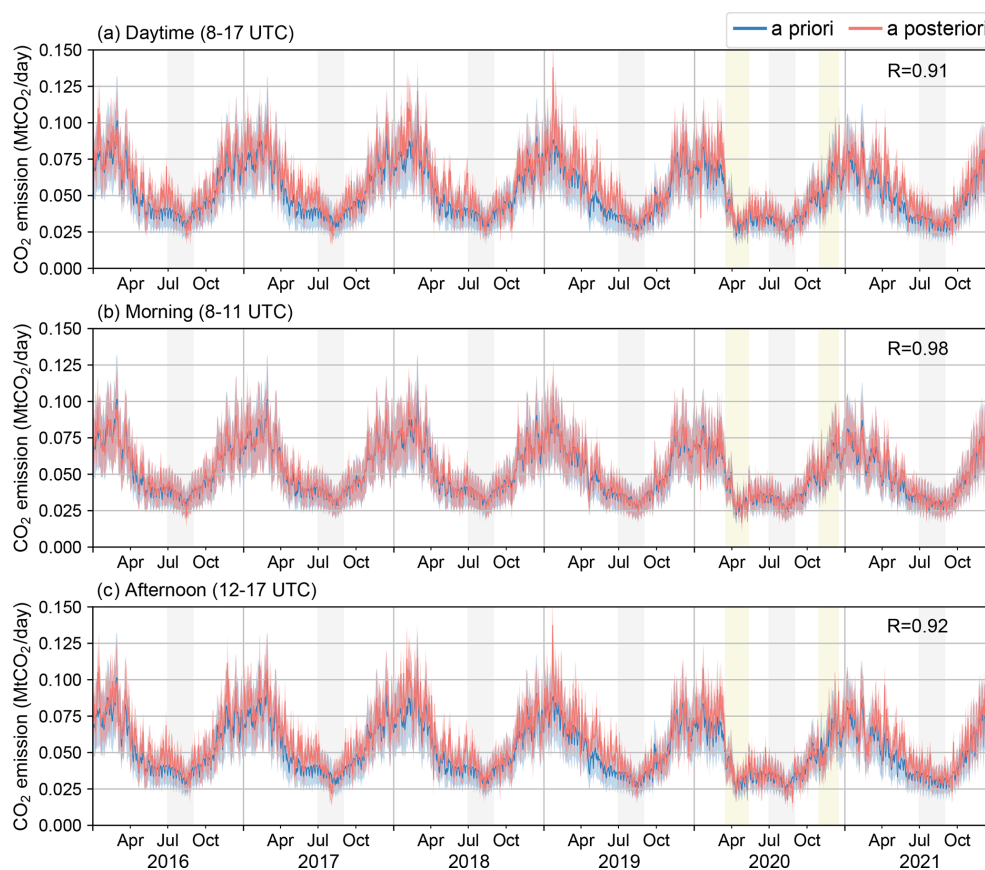 a priori a posteriori
(a) Daytime (8-17 UTC)
CO₂ emission (MtCO₂/day)
0.150
0.125
0.100
0.075
0.050
0.025
0.000
R=0.91
Apr Jul Oct Apr Jul Oct Apr Jul Oct Apr Jul Oct Apr Jul Oct Apr Jul Oct
(b) Morning (8-11 UTC)
CO₂ emission (MtCO₂/day)
0.150
0.125
0.100
0.075
0.050
0.025
0.000
R=0.98
Apr Jul Oct Apr Jul Oct Apr Jul Oct Apr Jul Oct Apr Jul Oct Apr Jul Oct
(c) Afternoon (12-17 UTC)
CO₂ emission (MtCO₂/day)
0.150
0.125
0.100
0.075
0.050
0.025
0.000
R=0.92
Apr Jul Oct Apr Jul Oct Apr Jul Oct Apr Jul Oct Apr Jul Oct Apr Jul Oct
2016 2017 2018 2019 2020 2021